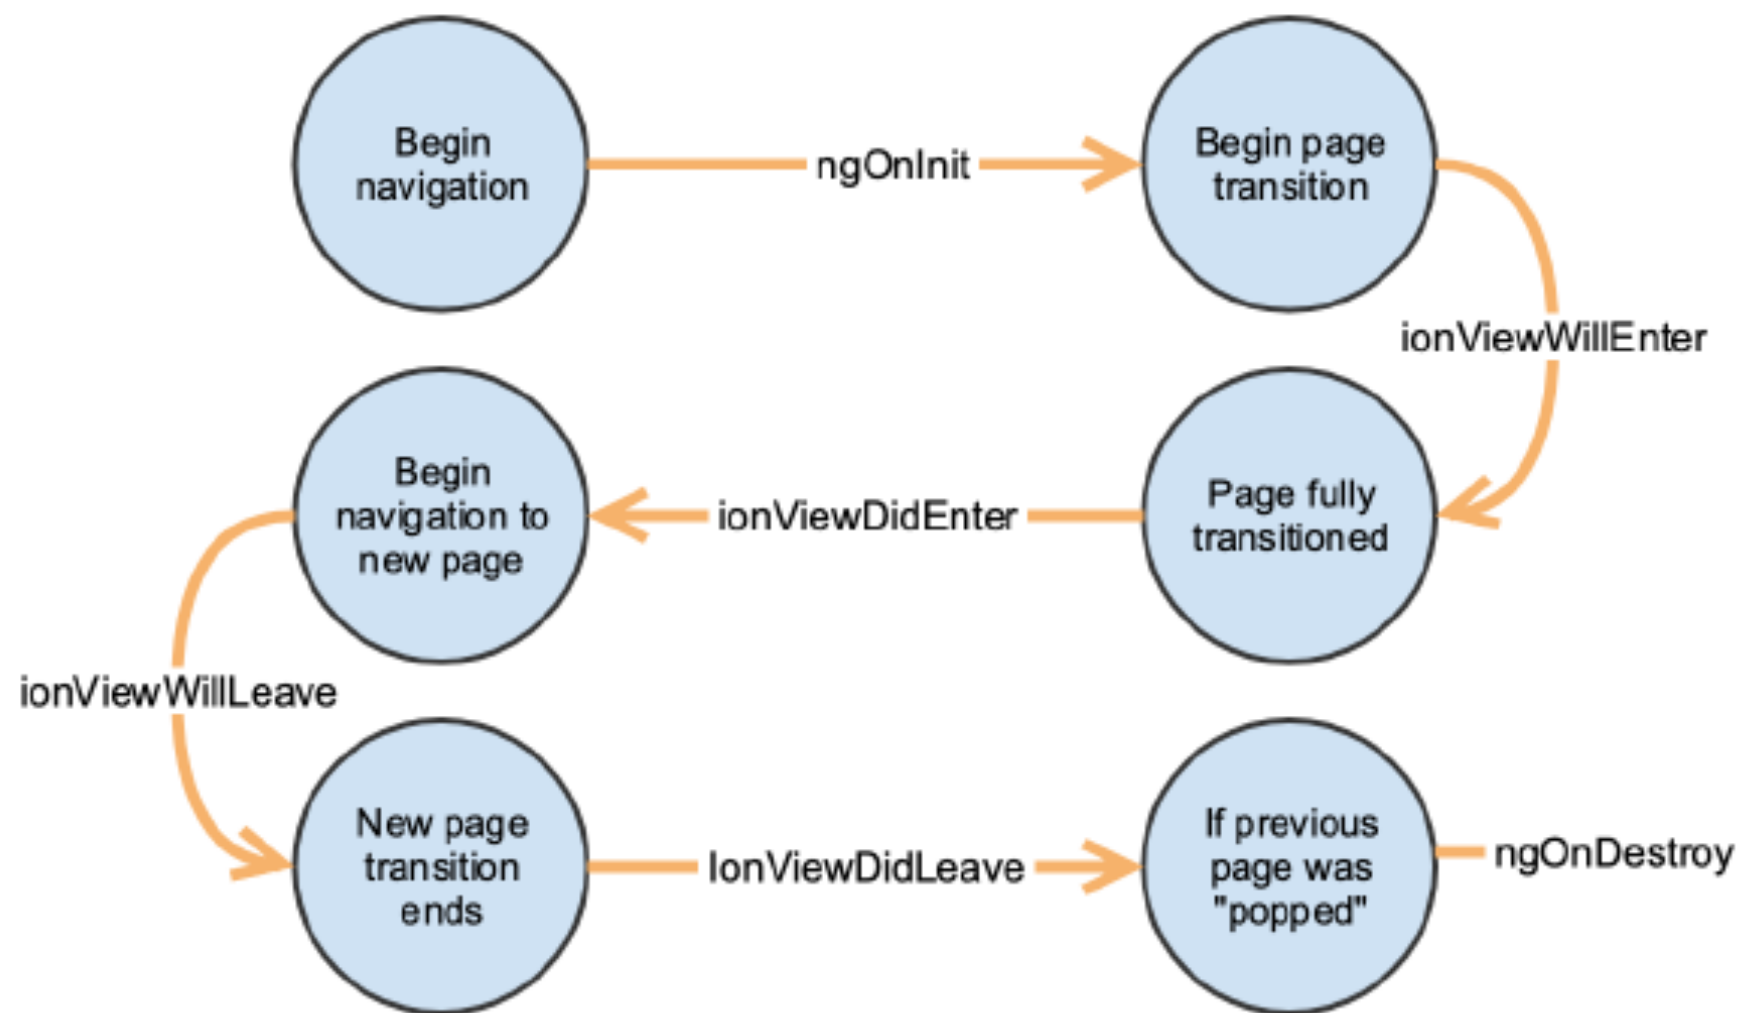 Begin
navigation
ngOnInit
Begin page
transition
ionViewWillEnter
Page fully
transitioned
ionViewDidEnter
Begin
navigation to
new page
ionViewWillLeave
New page
transition
ends
IonViewDidLeave
If previous
page was
"popped"
ngOnDestroy